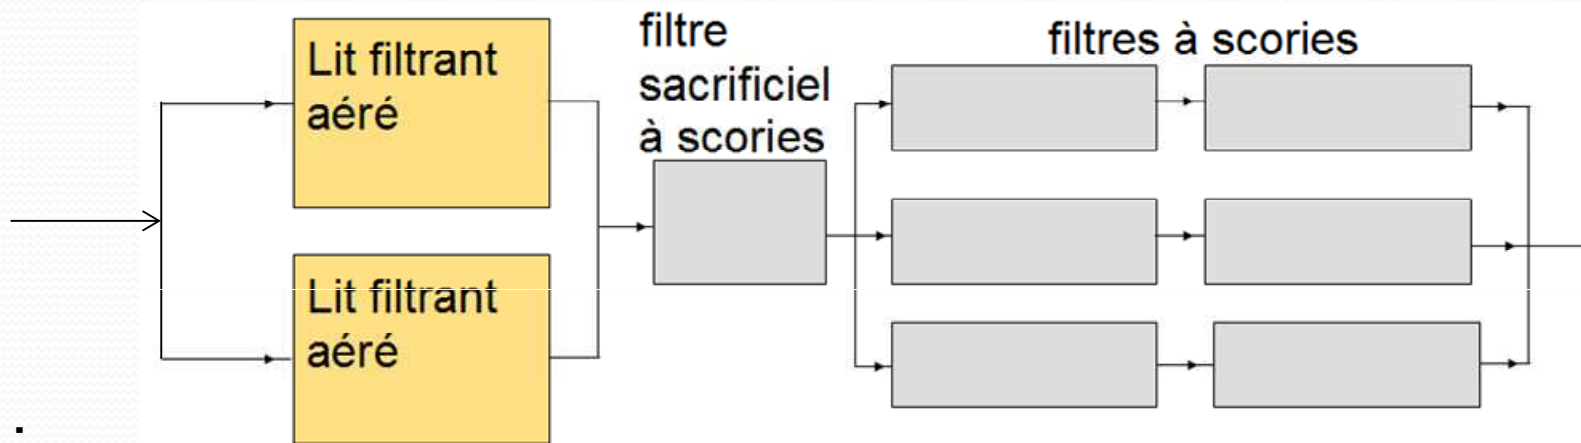 Lit filtrant
aéré
Lit filtrant
aéré
filtre
sacrificiel
à scories
filtres à scories
.